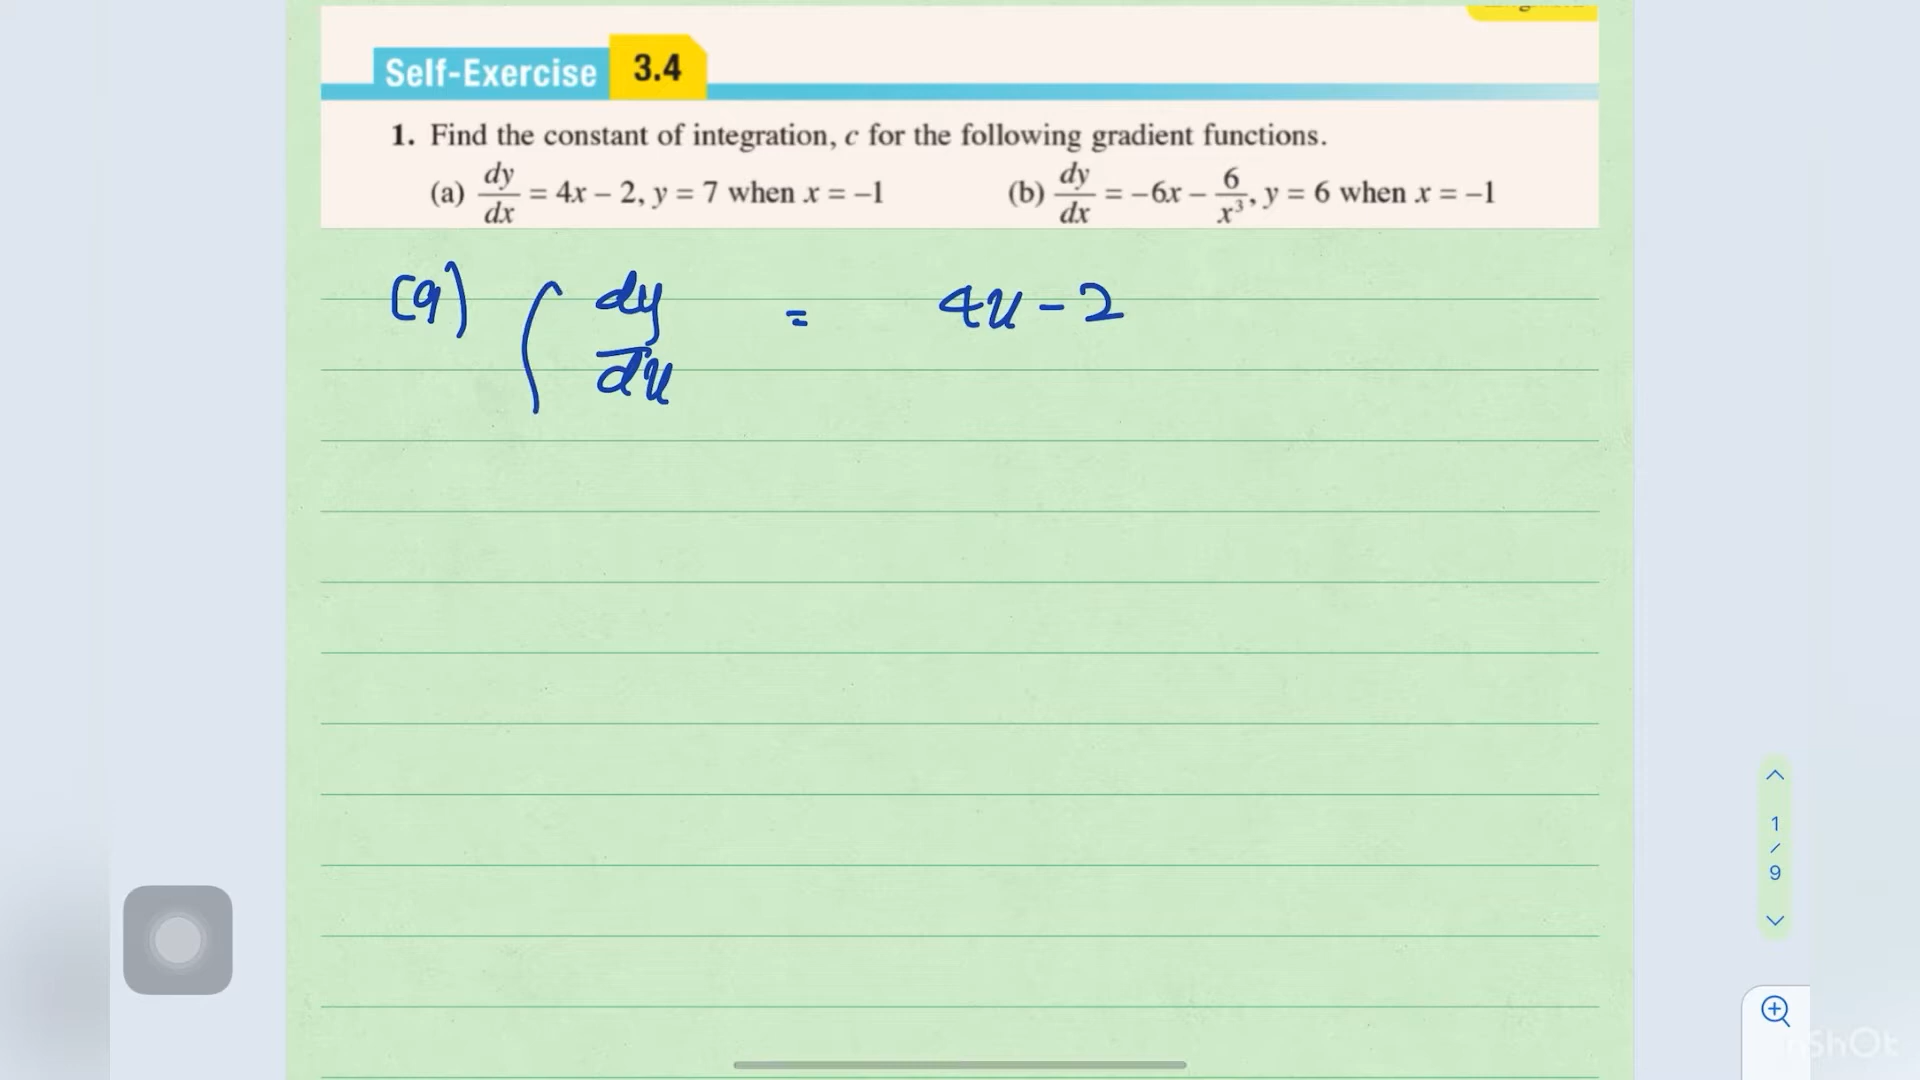 Self-Exercise 3.4
1. Find the constant of integration, c for the following gradient functions.
(a) dy/dx = 4x – 2, y = 7 when x = –1 (b) dy/dx = –6x – 6/x³, y = 6 when x = –1
(a) ∫ dy/dx = 4x - 2
1
/
9